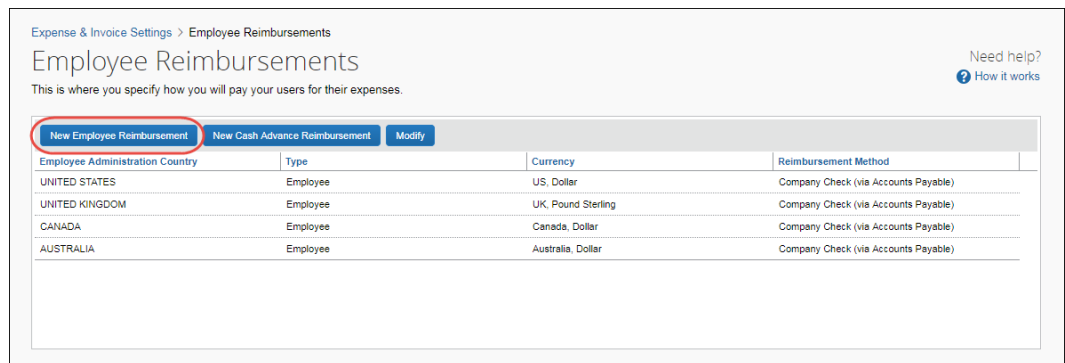 Expense & Invoice Settings > Employee Reimbursements
Employee Reimbursements
Need help?
How it works
This is where you specify how you will pay your users for their expenses.
New Employee Reimbursement New Cash Advance Reimbursement Modify
Employee Administration Country Type Currency Reimbursement Method
UNITED STATES Employee US, Dollar Company Check (via Accounts Payable)
UNITED KINGDOM Employee UK, Pound Sterling Company Check (via Accounts Payable)
CANADA Employee Canada, Dollar Company Check (via Accounts Payable)
AUSTRALIA Employee Australia, Dollar Company Check (via Accounts Payable)